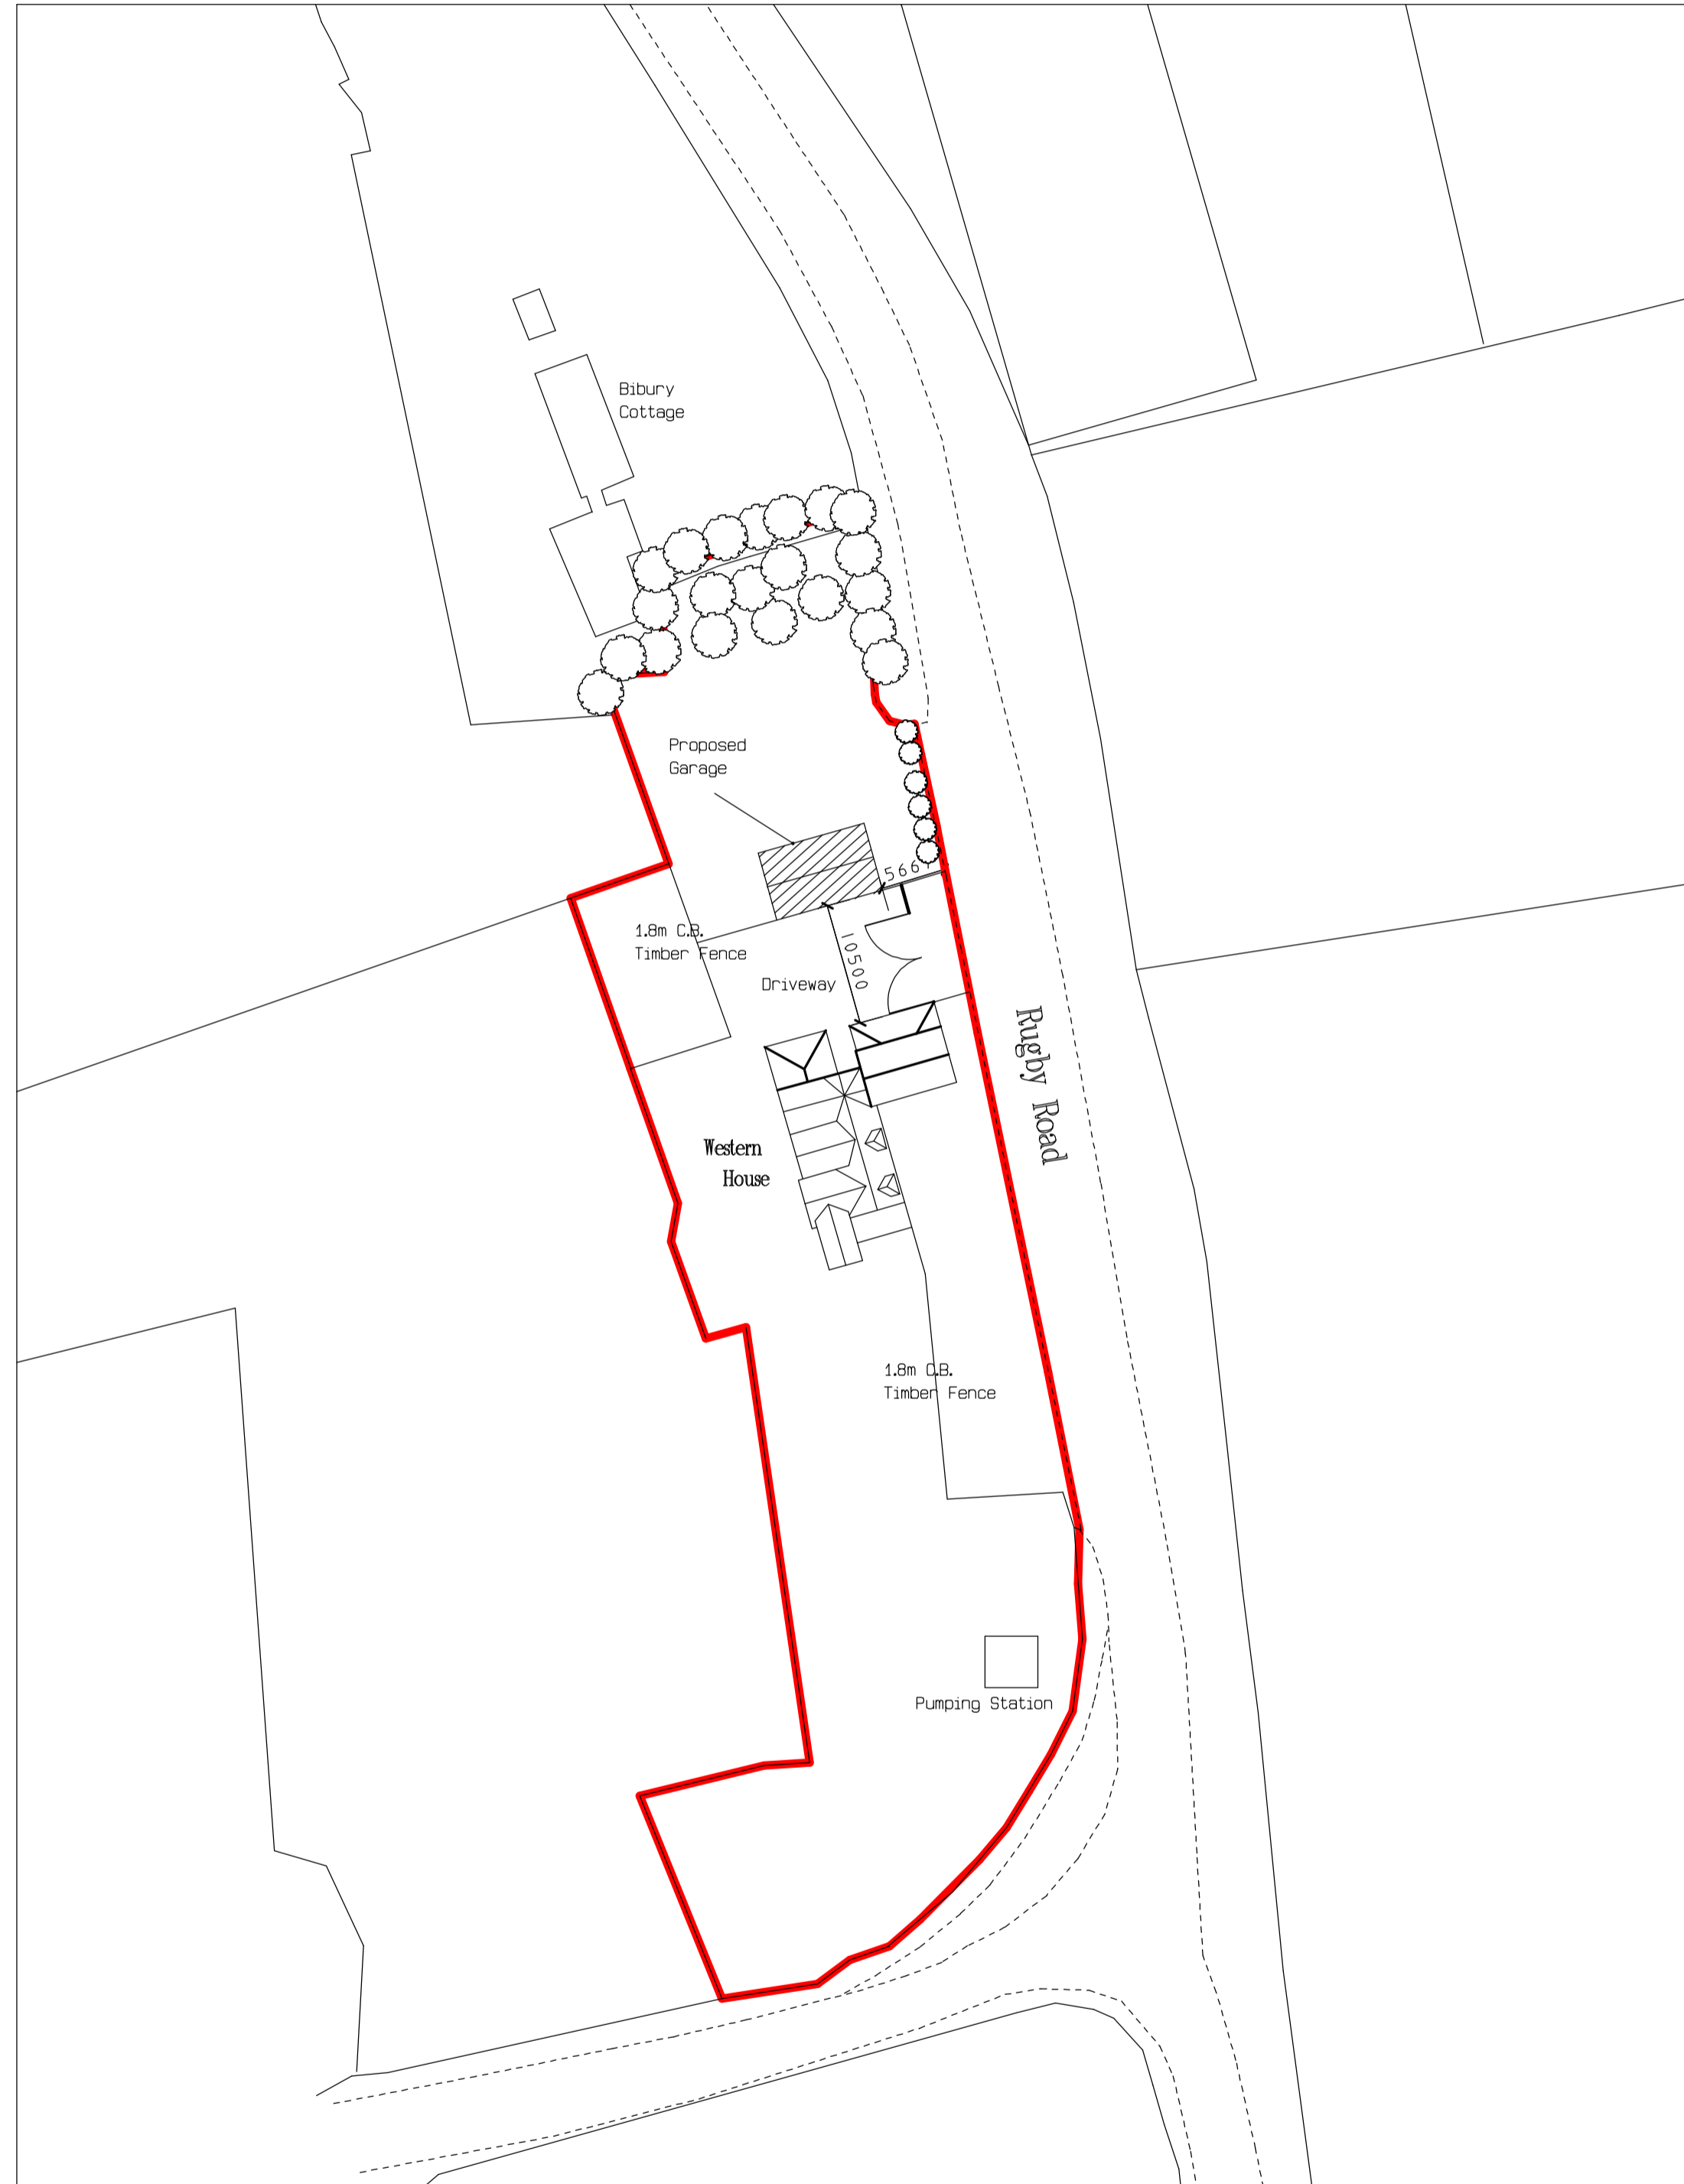 Bibury
Cottage
Proposed
Garage
5667
1.8m C.B.
Timber Fence
10500
Driveway
Rugby Road
Western
House
1.8m C.B.
Timber Fence
Pumping Station